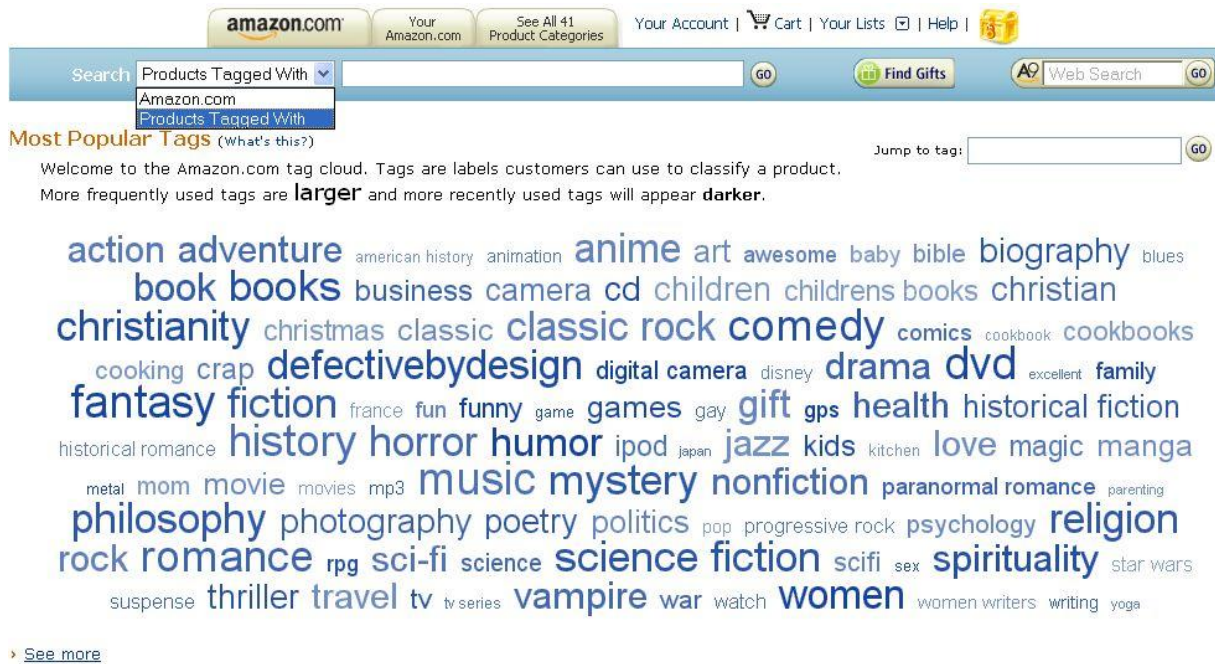 amazon.com Your Amazon.com See All 41 Product Categories Your Account | Cart | Your Lists | Help |
Search Products Tagged With GO Find Gifts A9 Web Search GO
Amazon.com
Products Tagged With
Most Popular Tags (What's this?)
Jump to tag: GO
Welcome to the Amazon.com tag cloud. Tags are labels customers can use to classify a product.
More frequently used tags are larger and more recently used tags will appear darker.
action adventure american history animation anime art awesome baby bible biography blues
book books business camera cd children childrens books christian
christianity christmas classic classic rock comedy comics cookbook cookbooks
cooking crap defectivebydesign digital camera disney drama dvd excellent family
fantasy fiction france fun funny game games gay gift gps health historical fiction
historical romance history horror humor ipod japan jazz kids kitchen love magic manga
metal mom movie movies mp3 music mystery nonfiction paranormal romance parenting
philosophy photography poetry politics pop progressive rock psychology religion
rock romance rpg sci-fi science science fiction scifi sex spirituality star wars
suspense thriller travel tv tv series vampire war watch women women writers writing yoga
› See more